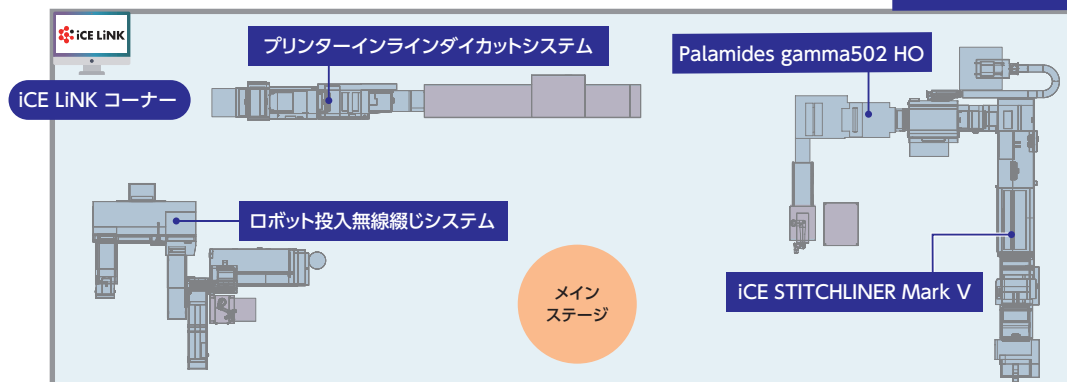 iCE LiNK
iCE LiNK コーナー
プリンターインラインダイカットシステム
Palamides gamma502 HO
ロボット投入無線綴じシステム
iCE STITCHLINER Mark V
メイン
ステージ